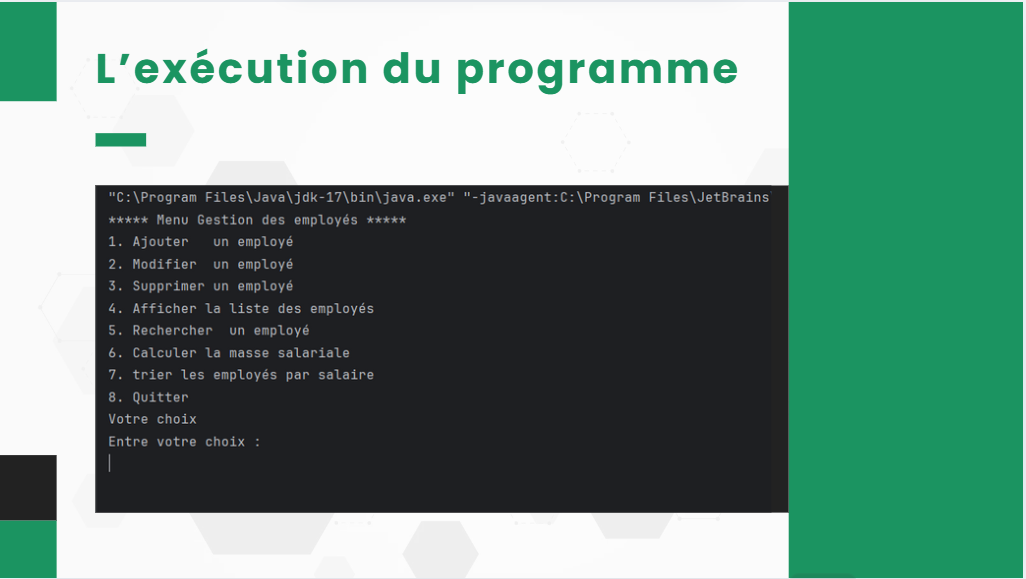 L’exécution du programme
"C:\Program Files\Java\jdk-17\bin\java.exe" "-javaagent:C:\Program Files\JetBrains
***** Menu Gestion des employés *****
1. Ajouter   un employé
2. Modifier  un employé
3. Supprimer un employé
4. Afficher la liste des employés
5. Rechercher  un employé
6. Calculer la masse salariale
7. trier les employés par salaire
8. Quitter
Votre choix
Entre votre choix :